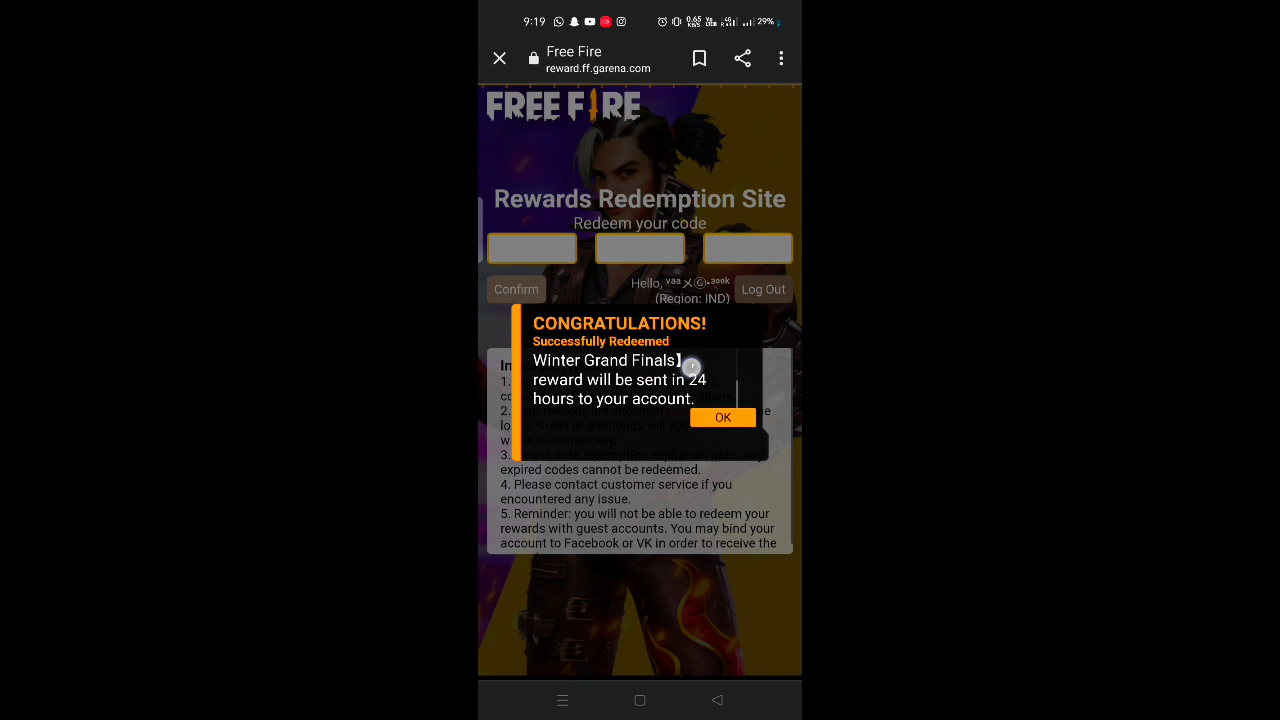 9:19
0.65
KB/S
29%
Free Fire
reward.ff.garena.com
FREE FIRE
Rewards Redemption Site
Redeem your code
Confirm
Hello,
(Region: IND)
Log Out
CONGRATULATIONS!
Successfully Redeemed
Winter Grand Finals】
reward will be sent in 24
hours to your account.
OK
expired codes cannot be redeemed.
4. Please contact customer service if you
encountered any issue.
5. Reminder: you will not be able to redeem your
rewards with guest accounts. You may bind your
account to Facebook or VK in order to receive the